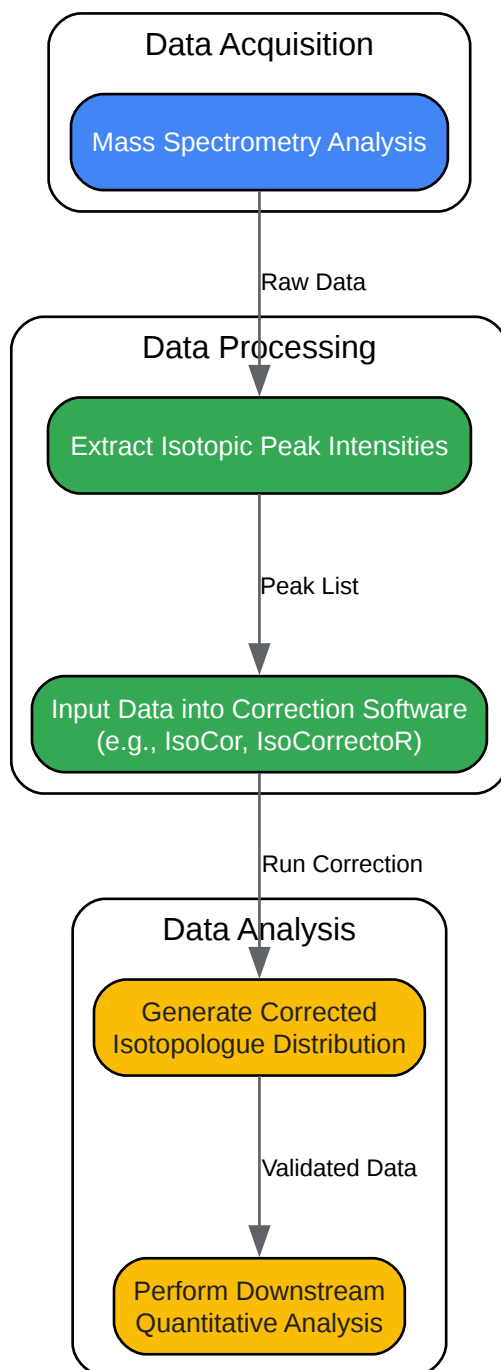 Data Acquisition
Mass Spectrometry Analysis
Raw Data
Data Processing
Extract Isotopic Peak Intensities
Peak List
Input Data into Correction Software
(e.g., IsoCor, IsoCorrectoR)
Run Correction
Data Analysis
Generate Corrected
Isotopologue Distribution
Validated Data
Perform Downstream
Quantitative Analysis